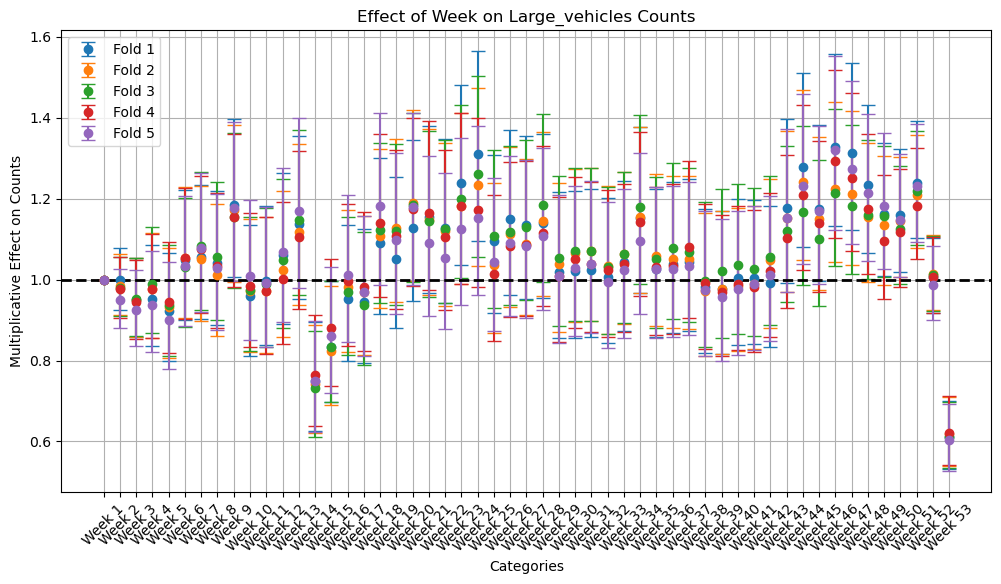 Effect of Week on Large_vehicles Counts
Multiplicative Effect on Counts
1.6
1.4
1.2
1.0
0.8
0.6
Fold 1
Fold 2
Fold 3
Fold 4
Fold 5
Week 1
Week 2
Week 3
Week 4
Week 5
Week 6
Week 7
Week 8
Week 9
Week 10
Week 11
Week 12
Week 13
Week 14
Week 15
Week 16
Week 17
Week 18
Week 19
Week 20
Week 21
Week 22
Week 23
Week 24
Week 25
Week 26
Week 27
Week 28
Week 29
Week 30
Week 31
Week 32
Week 33
Week 34
Week 35
Week 36
Week 37
Week 38
Week 39
Week 40
Week 41
Week 42
Week 43
Week 44
Week 45
Week 46
Week 47
Week 48
Week 49
Week 50
Week 51
Week 52
Week 53
Categories